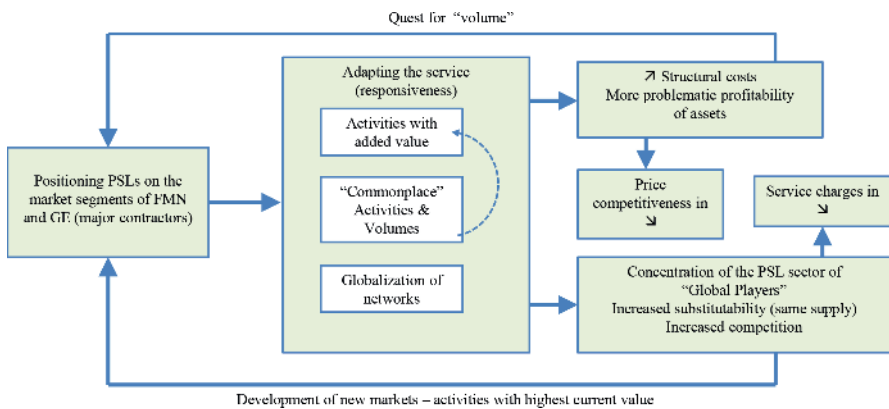 Quest for “volume”
Adapting the service
(responsiveness)
Activities with
added value
“Commonplace”
Activities &
Volumes
Globalization of
networks
↗ Structural costs
More problematic profitability
of assets
Positioning PSLs on the
market segments of FMN
and GE (major contractors)
Price
competitiveness in
↘
Service charges in
↘
Concentration of the PSL sector of
“Global Players”
Increased substitutability (same supply)
Increased competition
Development of new markets – activities with highest current value